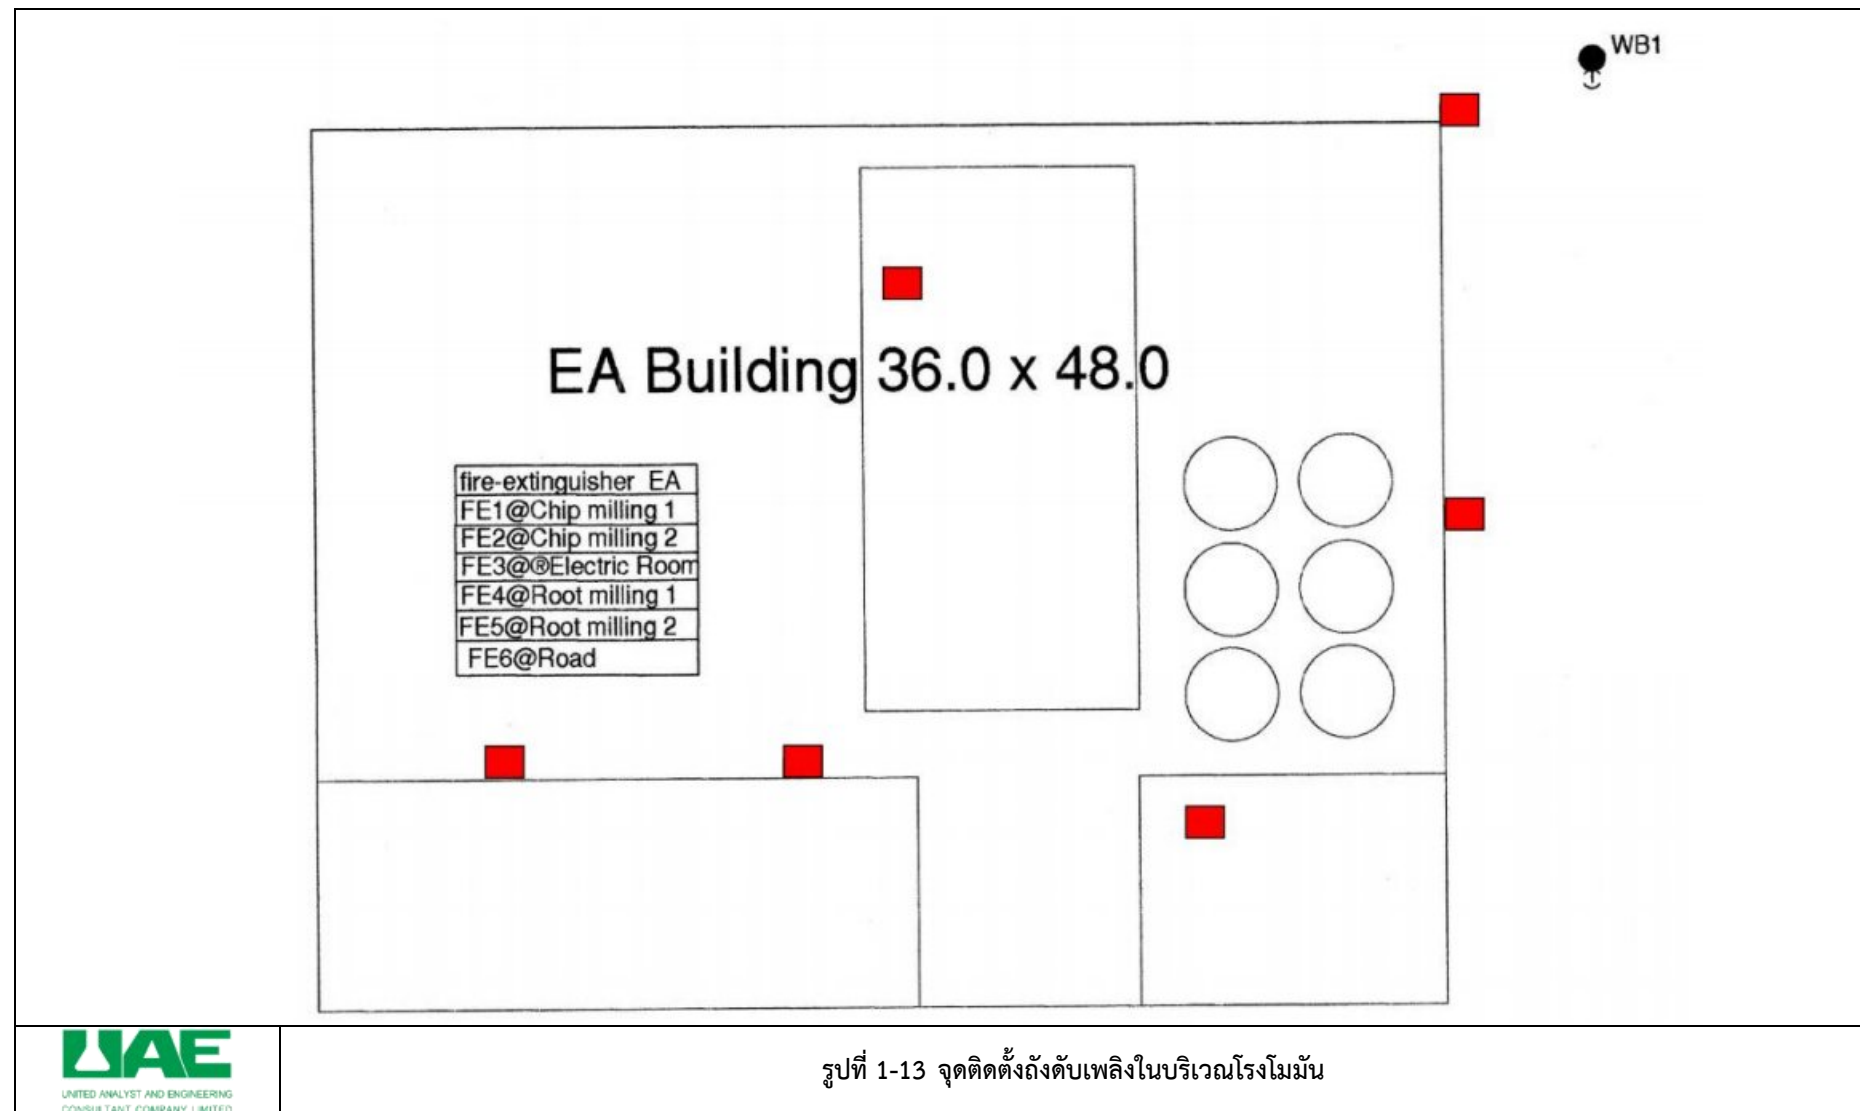 WB1
EA Building 36.0 x 48.0
fire-extinguisher EA
FE1@Chip milling 1
FE2@Chip milling 2
FE3@®Electric Room
FE4@Root milling 1
FE5@Root milling 2
FE6@Road
UAE
UNITED ANALYST AND ENGINEERING
CONSULTANT COMPANY LIMITED
รูปที่ 1-13 จุดติดตั้งถังดับเพลิงในบริเวณโรงโม่มัน